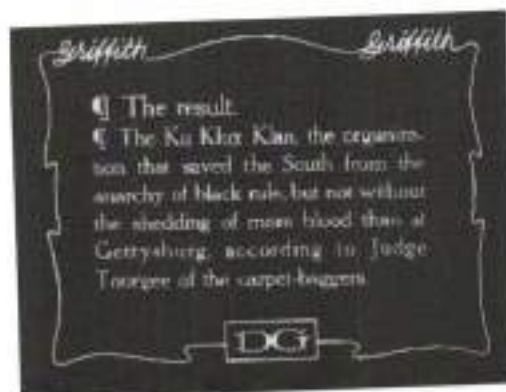 Griffith Griffith
¶ The result.
¶ The Ku Klux Klan, the organiza-
tion that saved the South from the
anarchy of black rule, but not without
the shedding of more blood than at
Gettysburg, according to Judge
Tourgee of the carpet-baggers.
DG